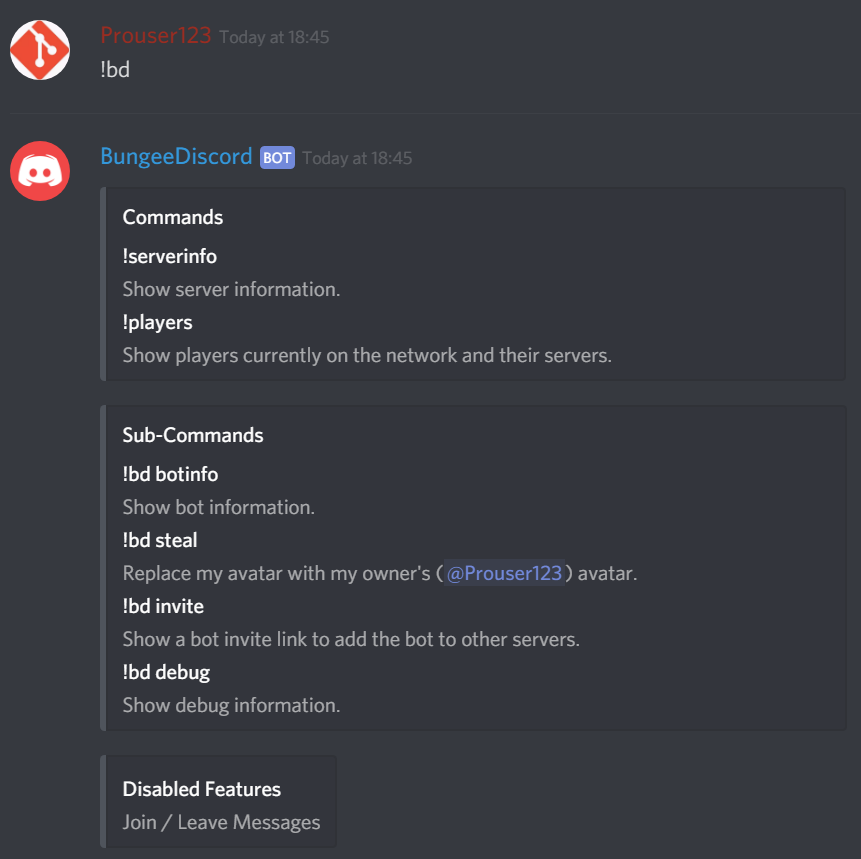 Prouser123 Today at 18:45
!bd
BungeeDiscord BOT Today at 18:45
Commands
!serverinfo
Show server information.
!players
Show players currently on the network and their servers.
Sub-Commands
!bd botinfo
Show bot information.
!bd steal
Replace my avatar with my owner's (@Prouser123) avatar.
!bd invite
Show a bot invite link to add the bot to other servers.
!bd debug
Show debug information.
Disabled Features
Join / Leave Messages